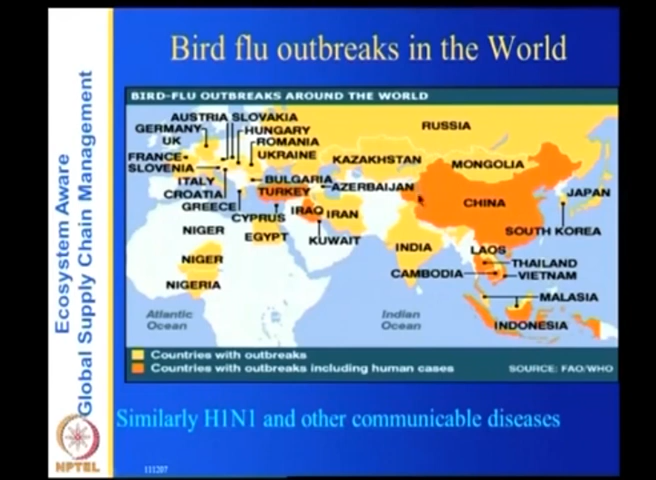 Bird flu outbreaks in the World
Ecosystem Aware
Global Supply Chain Management
BIRD-FLU OUTBREAKS AROUND THE WORLD
AUSTRIA
SLOVAKIA
GERMANY
HUNGARY
RUSSIA
UK
ROMANIA
FRANCE
UKRAINE
KAZAKHSTAN
MONGOLIA
SLOVENIA
ITALY
BULGARIA
TURKEY
AZERBAIJAN
JAPAN
CROATIA
GREECE
CYPRUS
IRAQ
IRAN
CHINA
NIGER
EGYPT
KUWAIT
SOUTH KOREA
INDIA
LAOS
NIGER
THAILAND
CAMBODIA
VIETNAM
NIGERIA
MALASIA
Atlantic
Ocean
Indian
Ocean
INDONESIA
Countries with outbreaks
Countries with outbreaks including human cases
SOURCE: FAO/WHO
Similarly H1N1 and other communicable diseases
NPTEL
131207